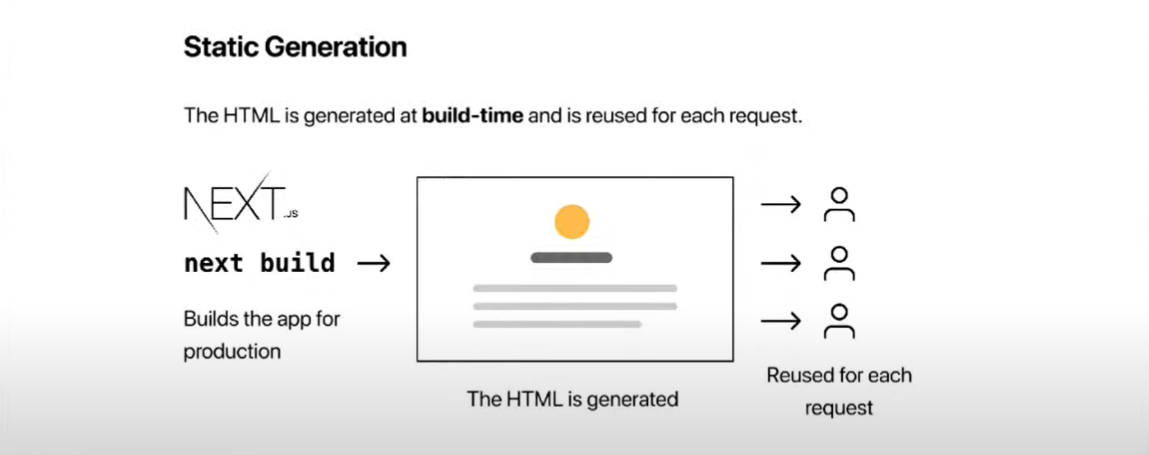 Static Generation
The HTML is generated at build-time and is reused for each request.
NEXT.JS
next build
Builds the app for
production
The HTML is generated
Reused for each
request